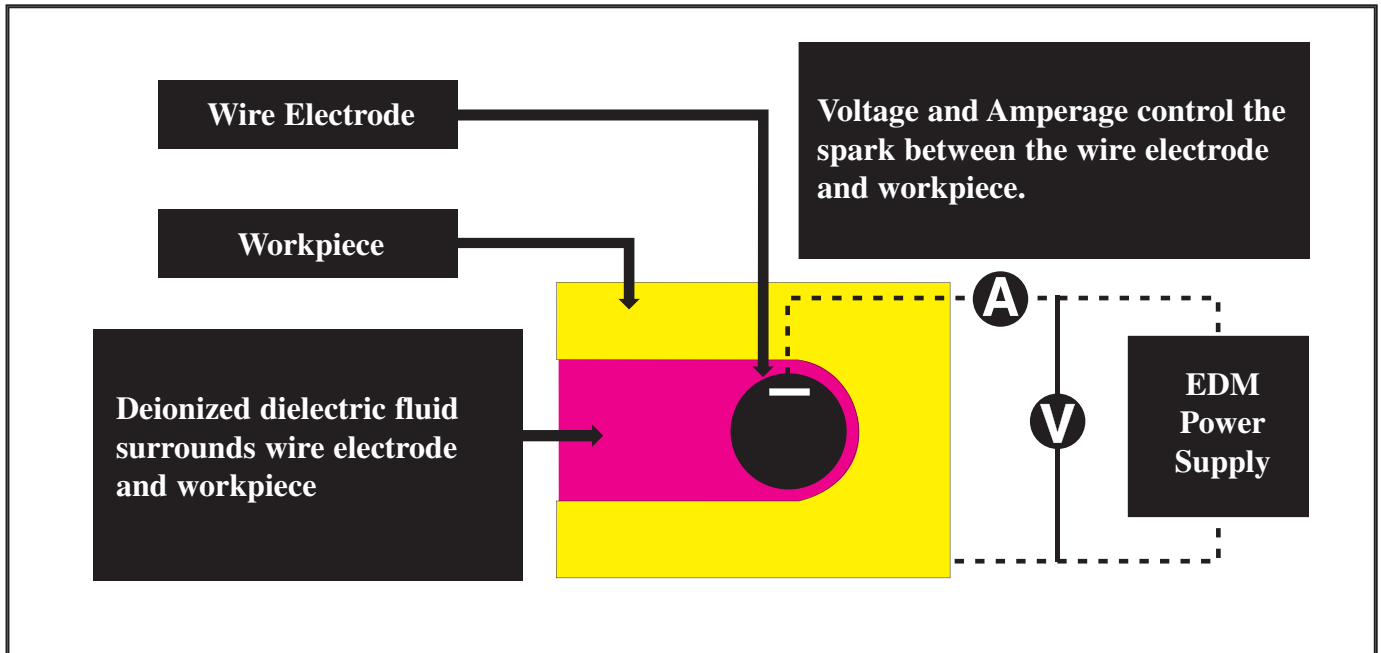 Wire Electrode
Voltage and Amperage control the
spark between the wire electrode
and workpiece.
Workpiece
A
Deionized dielectric fluid
surrounds wire electrode
and workpiece
V
EDM
Power
Supply